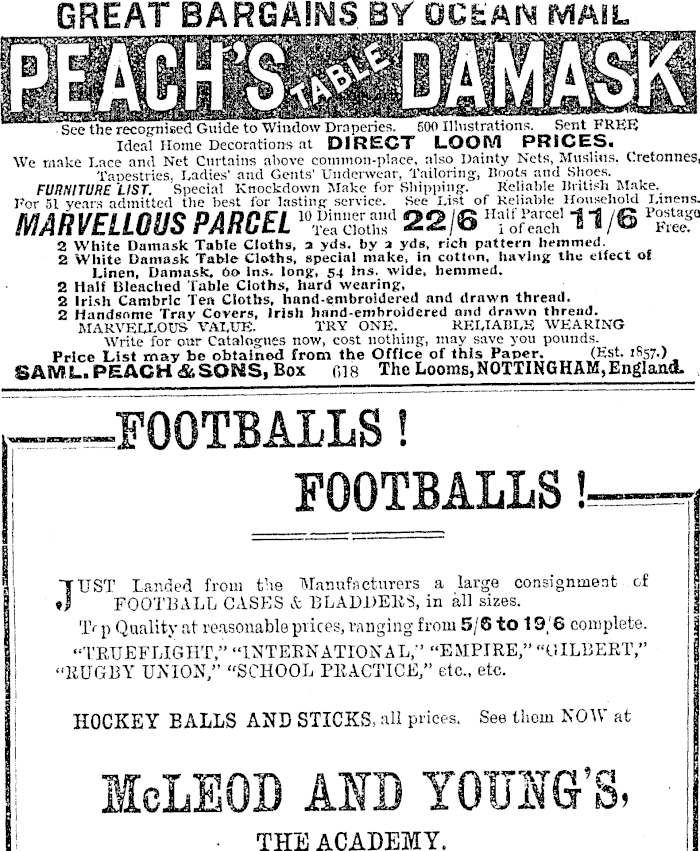 GREAT BARGAINS BY OCEAN MAIL
PEACH'S TABLE DAMASK
See the recognised Guide to Window Draperies. 500 Illustrations. Sent FREE
Ideal Home Decorations at DIRECT LOOM PRICES.
We make Lace and Net Curtains above common-place, also Dainty Nets, Muslins, Cretonnes,
Tapestries, Ladies' and Gents' Underwear, Tailoring, Boots and Shoes.
FURNITURE LIST. Special Knockdown Make for Shipping. Reliable British Make.
For 51 years admitted the best for lasting service. See List of Reliable Household Linens.
MARVELLOUS PARCEL 10 Dinner and Tea Cloths 22/6 Half Parcel 1 of each 11/6 Postage Free.
2 White Damask Table Cloths, 2 yds. by 2 yds, rich pattern hemmed.
2 White Damask Table Cloths, special make, in cotton, having the effect of
Linen, Damask, 60 ins. long, 54 ins. wide, hemmed.
2 Half Bleached Table Cloths, hard wearing,
2 Irish Cambric Tea Cloths, hand-embroidered and drawn thread.
2 Handsome Tray Covers, Irish hand-embroidered and drawn thread.
MARVELLOUS VALUE. TRY ONE. RELIABLE WEARING
Write for our Catalogues now, cost nothing, may save you pounds.
Price List may be obtained from the Office of this Paper. (Est. 1857.)
SAML. PEACH & SONS, Box 618 The Looms, NOTTINGHAM, England.
FOOTBALLS!
FOOTBALLS!
JUST Landed from the Manufacturers a large consignment of
FOOTBALL CASES & BLADDERS, in all sizes.
Top Quality at reasonable prices, ranging from 5/6 to 19/6 complete.
"TRUEFLIGHT," "INTERNATIONAL," "EMPIRE," "GILBERT,"
"RUGBY UNION," "SCHOOL PRACTICE," etc., etc.
HOCKEY BALLS AND STICKS, all prices. See them NOW at
McLEOD AND YOUNG'S,
THE ACADEMY.